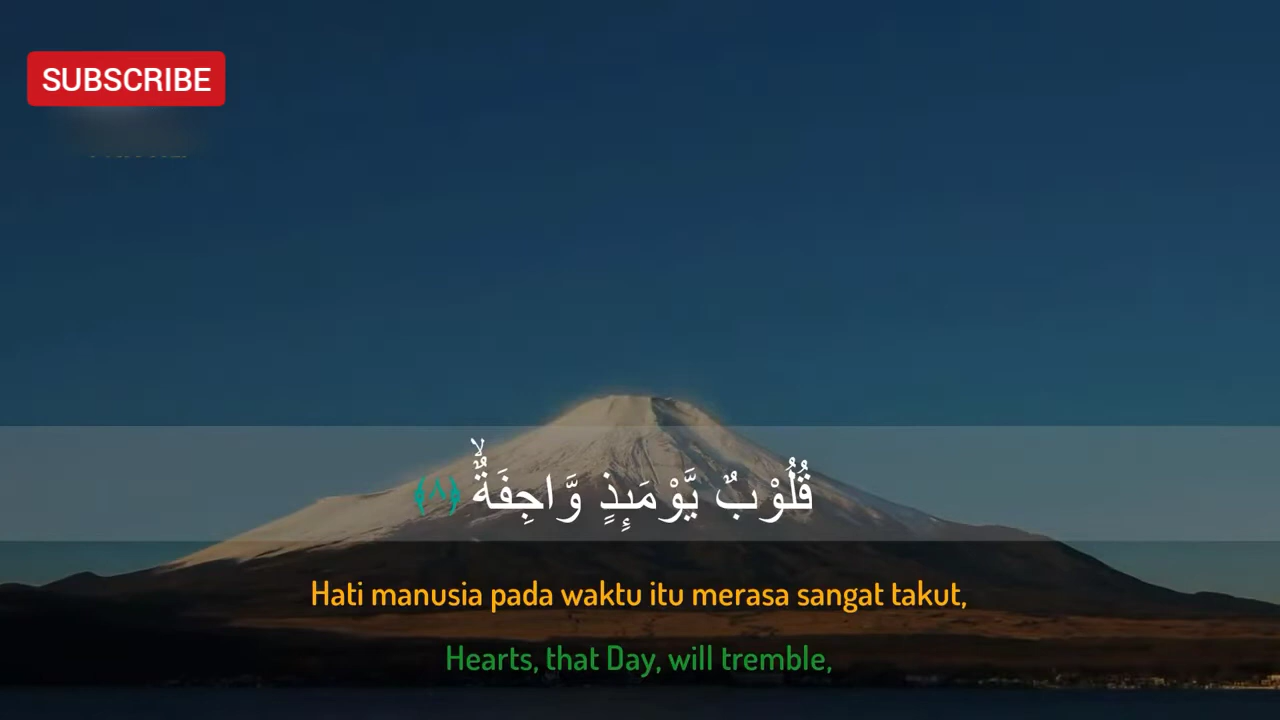 SUBSCRIBE
قُلُوْبٌ يَّوْمَىِٕذٍ وَّاجِفَةٌۙ ﴿٨﴾
Hati manusia pada waktu itu merasa sangat takut,
Hearts, that Day, will tremble,